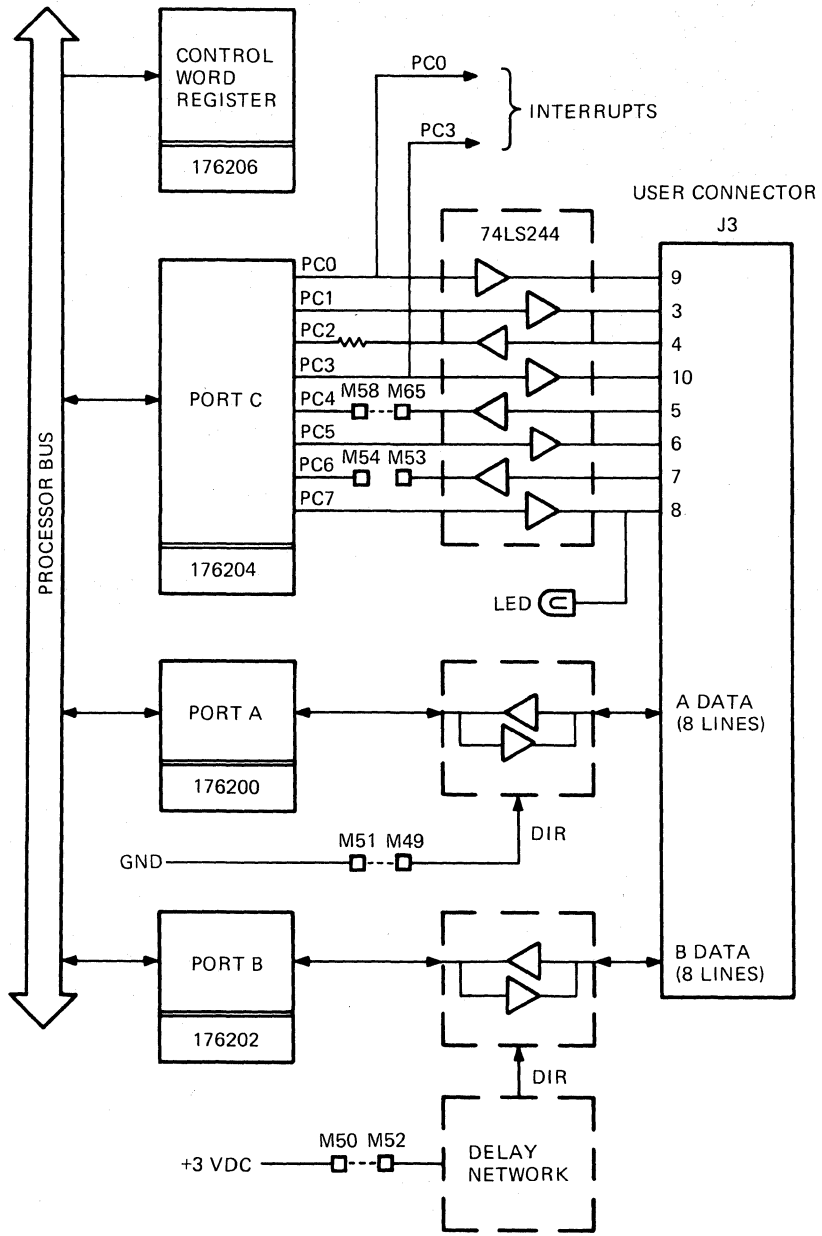 CONTROL
WORD
REGISTER
176206
PC0
PC3
INTERRUPTS
USER CONNECTOR
J3
74LS244
PROCESSOR BUS
PORT C
176204
PC0
PC1
PC2
PC3
PC4
M58
M65
PC5
PC6
M54
M53
PC7
9
3
4
10
5
6
7
8
LED
PORT A
176200
A DATA
(8 LINES)
DIR
GND
M51
M49
PORT B
176202
B DATA
(8 LINES)
DIR
+3 VDC
M50
M52
DELAY
NETWORK